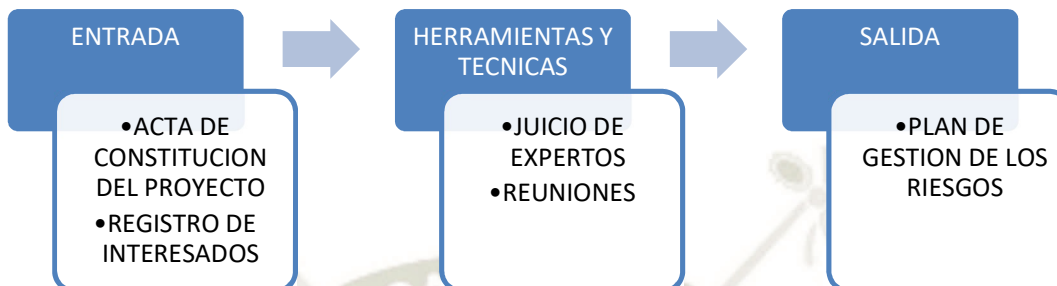 ENTRADA
•ACTA DE
CONSTITUCION
DEL PROYECTO
•REGISTRO DE
INTERESADOS
HERRAMIENTAS Y
TECNICAS
•JUICIO DE
EXPERTOS
•REUNIONES
SALIDA
•PLAN DE
GESTION DE LOS
RIESGOS